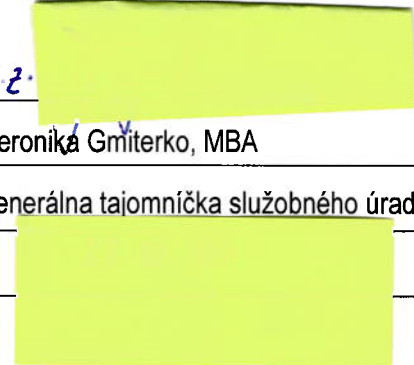 z.
eronika Gmiterko, MBA
enerálna tajomníčka služobného úrad